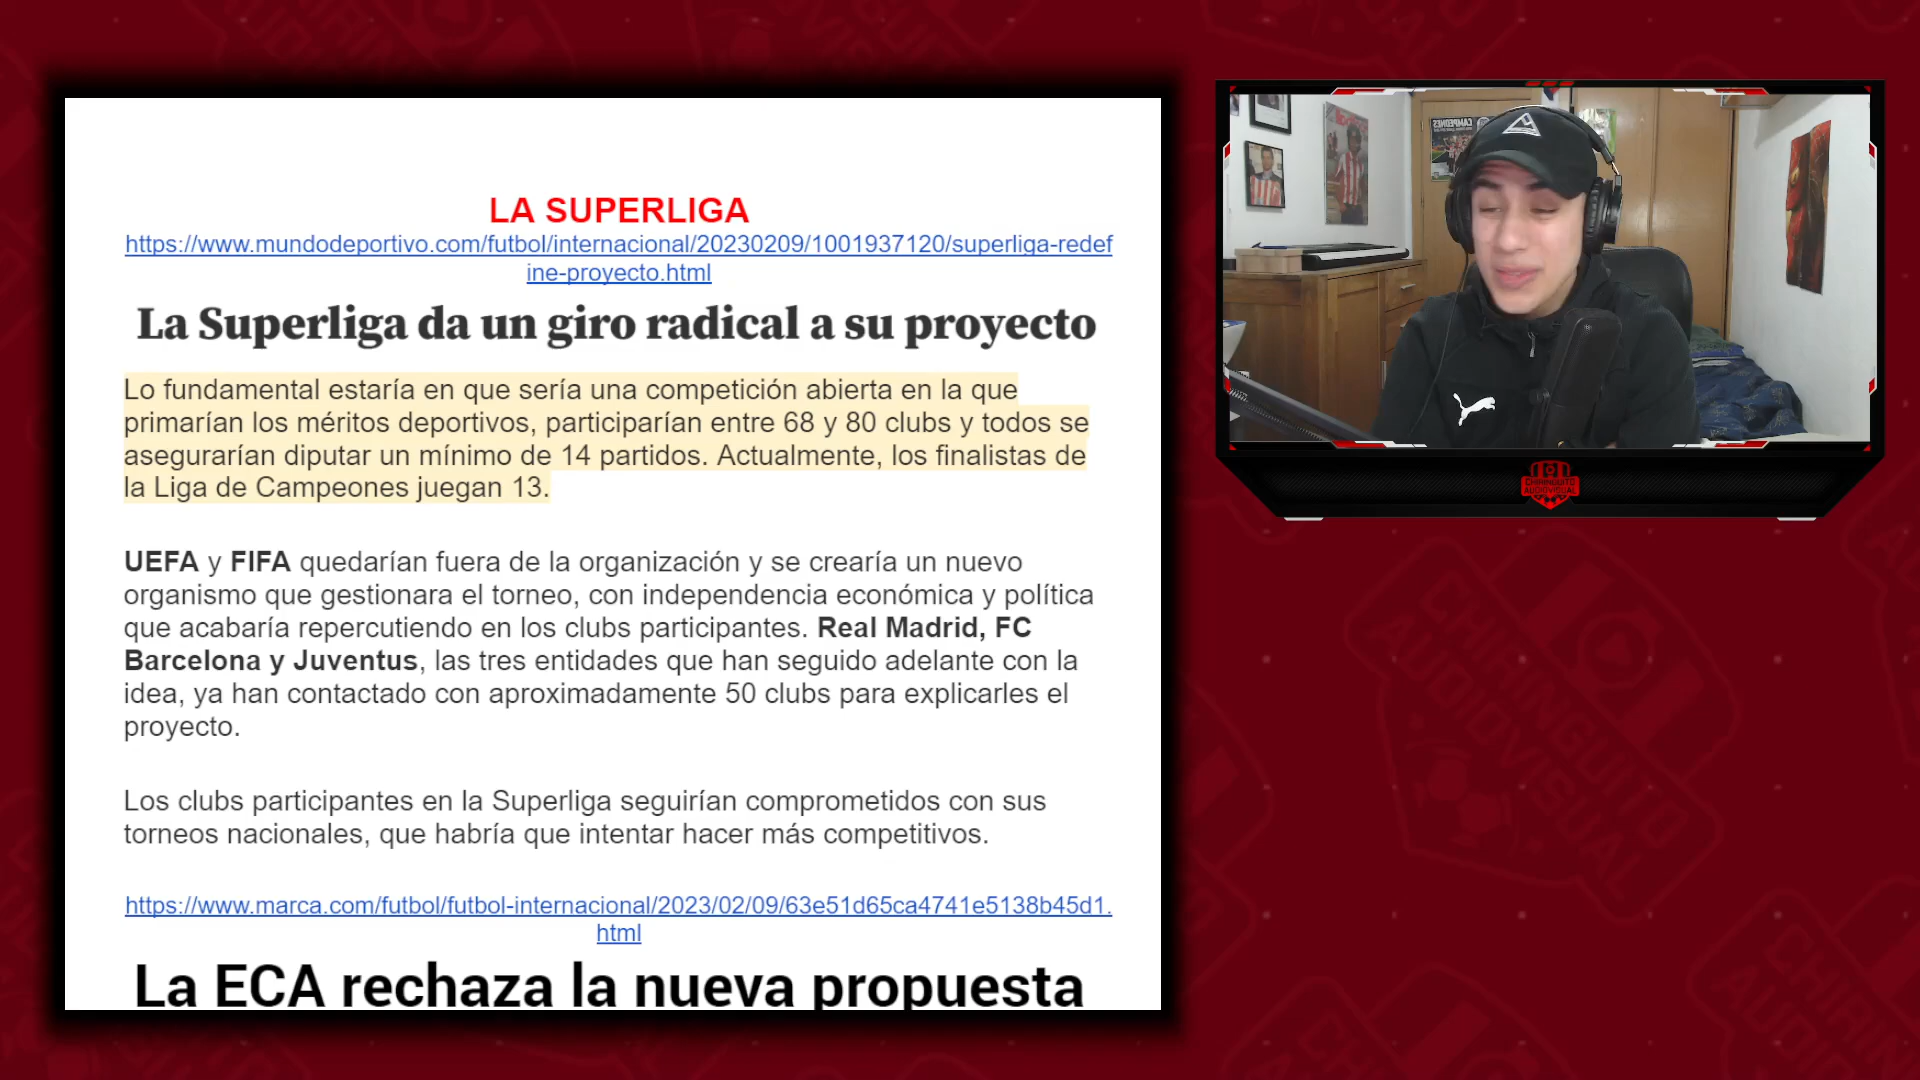 LA SUPERLIGA
https://www.mundodeportivo.com/futbol/internacional/20230209/1001937120/superliga-redef
ine-proyecto.html
La Superliga da un giro radical a su proyecto
Lo fundamental estaría en que sería una competición abierta en la que
primarían los méritos deportivos, participarían entre 68 y 80 clubs y todos se
asegurarían diputar un mínimo de 14 partidos. Actualmente, los finalistas de
la Liga de Campeones juegan 13.
UEFA y FIFA quedarían fuera de la organización y se crearía un nuevo
organismo que gestionara el torneo, con independencia económica y política
que acabaría repercutiendo en los clubs participantes. Real Madrid, FC
Barcelona y Juventus, las tres entidades que han seguido adelante con la
idea, ya han contactado con aproximadamente 50 clubs para explicarles el
proyecto.
Los clubs participantes en la Superliga seguirían comprometidos con sus
torneos nacionales, que habría que intentar hacer más competitivos.
https://www.marca.com/futbol/futbol-internacional/2023/02/09/63e51d65ca4741e5138b45d1.
html
La ECA rechaza la nueva propuesta
CAMPEONES
CHIRINGUITO
AUDIOVISUAL
CHIRINGUITO
AUDIOVISUAL